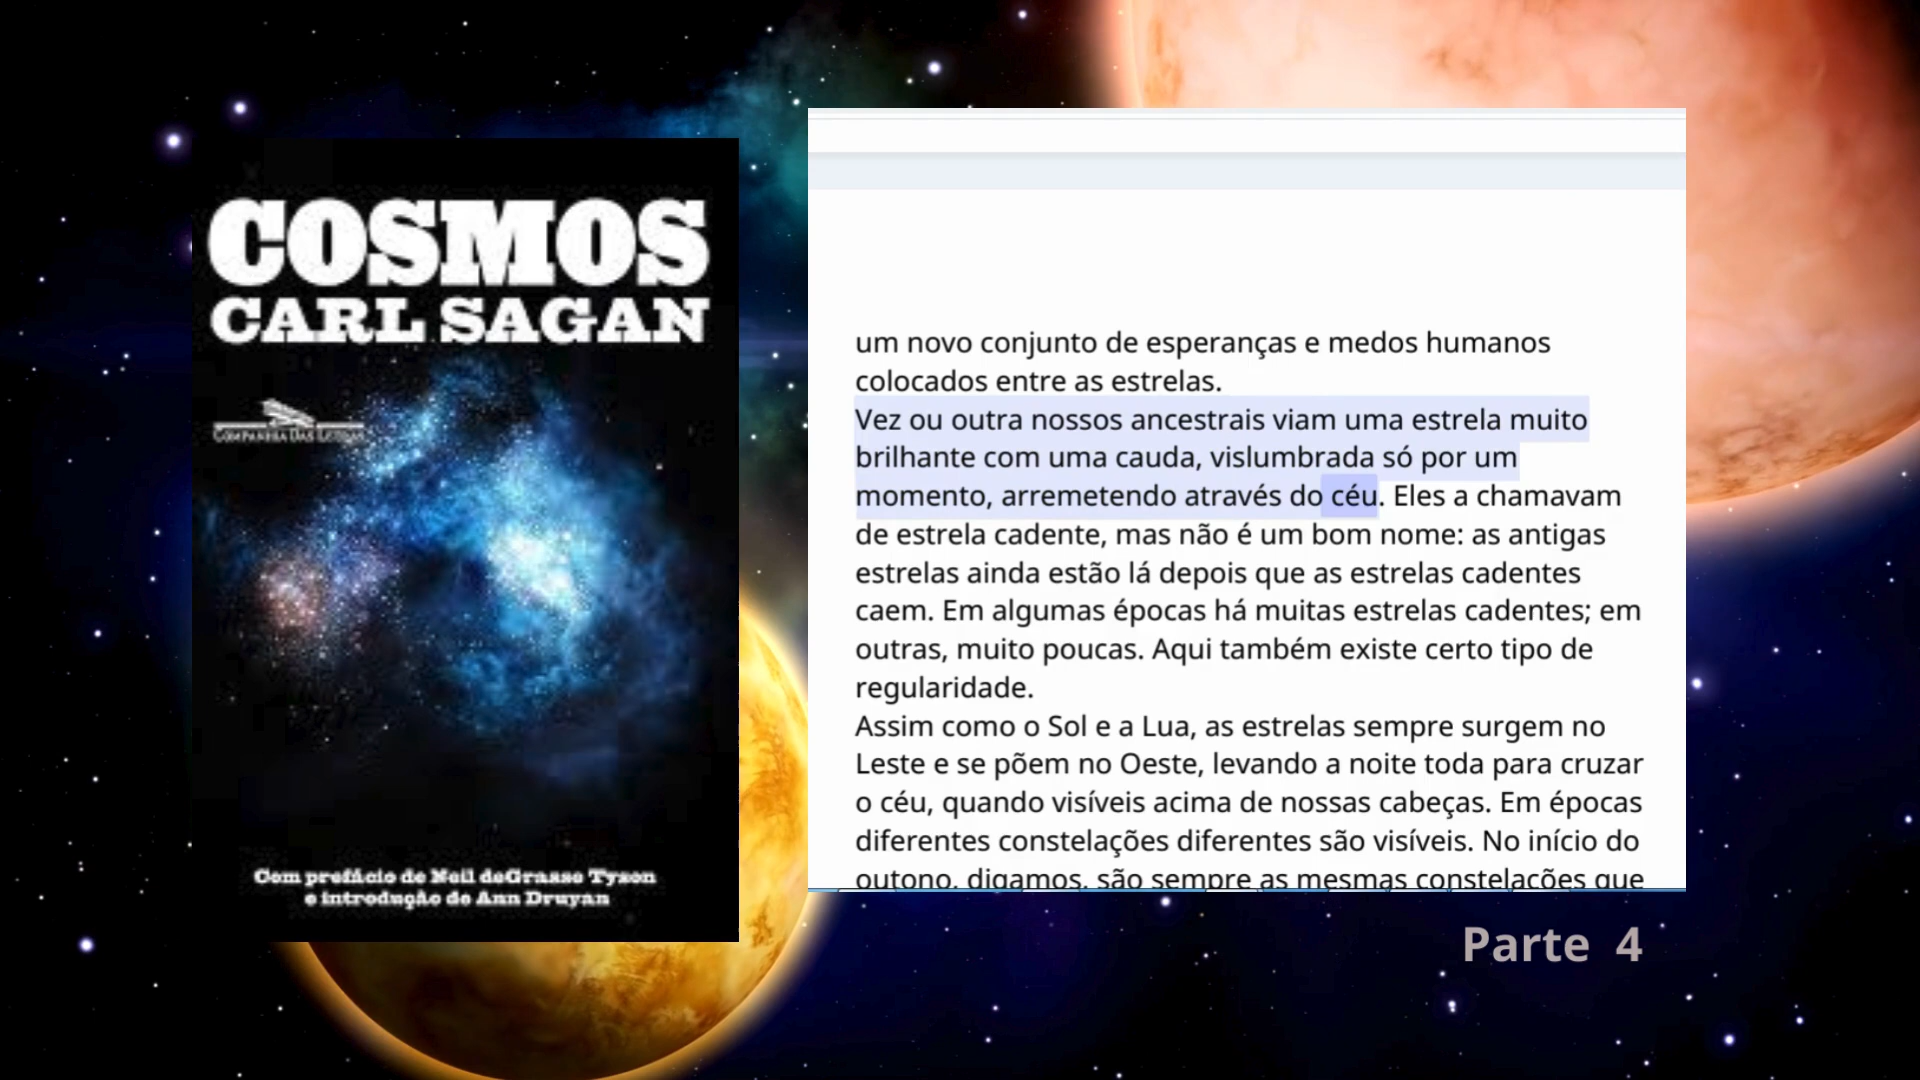 COSMOS
CARL SAGAN
COMPANHIA DAS LETRAS
Com prefácio de Neil deGrasse Tyson
e introdução de Ann Druyan
um novo conjunto de esperanças e medos humanos
colocados entre as estrelas.
Vez ou outra nossos ancestrais viam uma estrela muito
brilhante com uma cauda, vislumbrada só por um
momento, arremetendo através do céu. Eles a chamavam
de estrela cadente, mas não é um bom nome: as antigas
estrelas ainda estão lá depois que as estrelas cadentes
caem. Em algumas épocas há muitas estrelas cadentes; em
outras, muito poucas. Aqui também existe certo tipo de
regularidade.
Assim como o Sol e a Lua, as estrelas sempre surgem no
Leste e se põem no Oeste, levando a noite toda para cruzar
o céu, quando visíveis acima de nossas cabeças. Em épocas
diferentes constelações diferentes são visíveis. No início do
outono, digamos, são sempre as mesmas constelações que
Parte 4